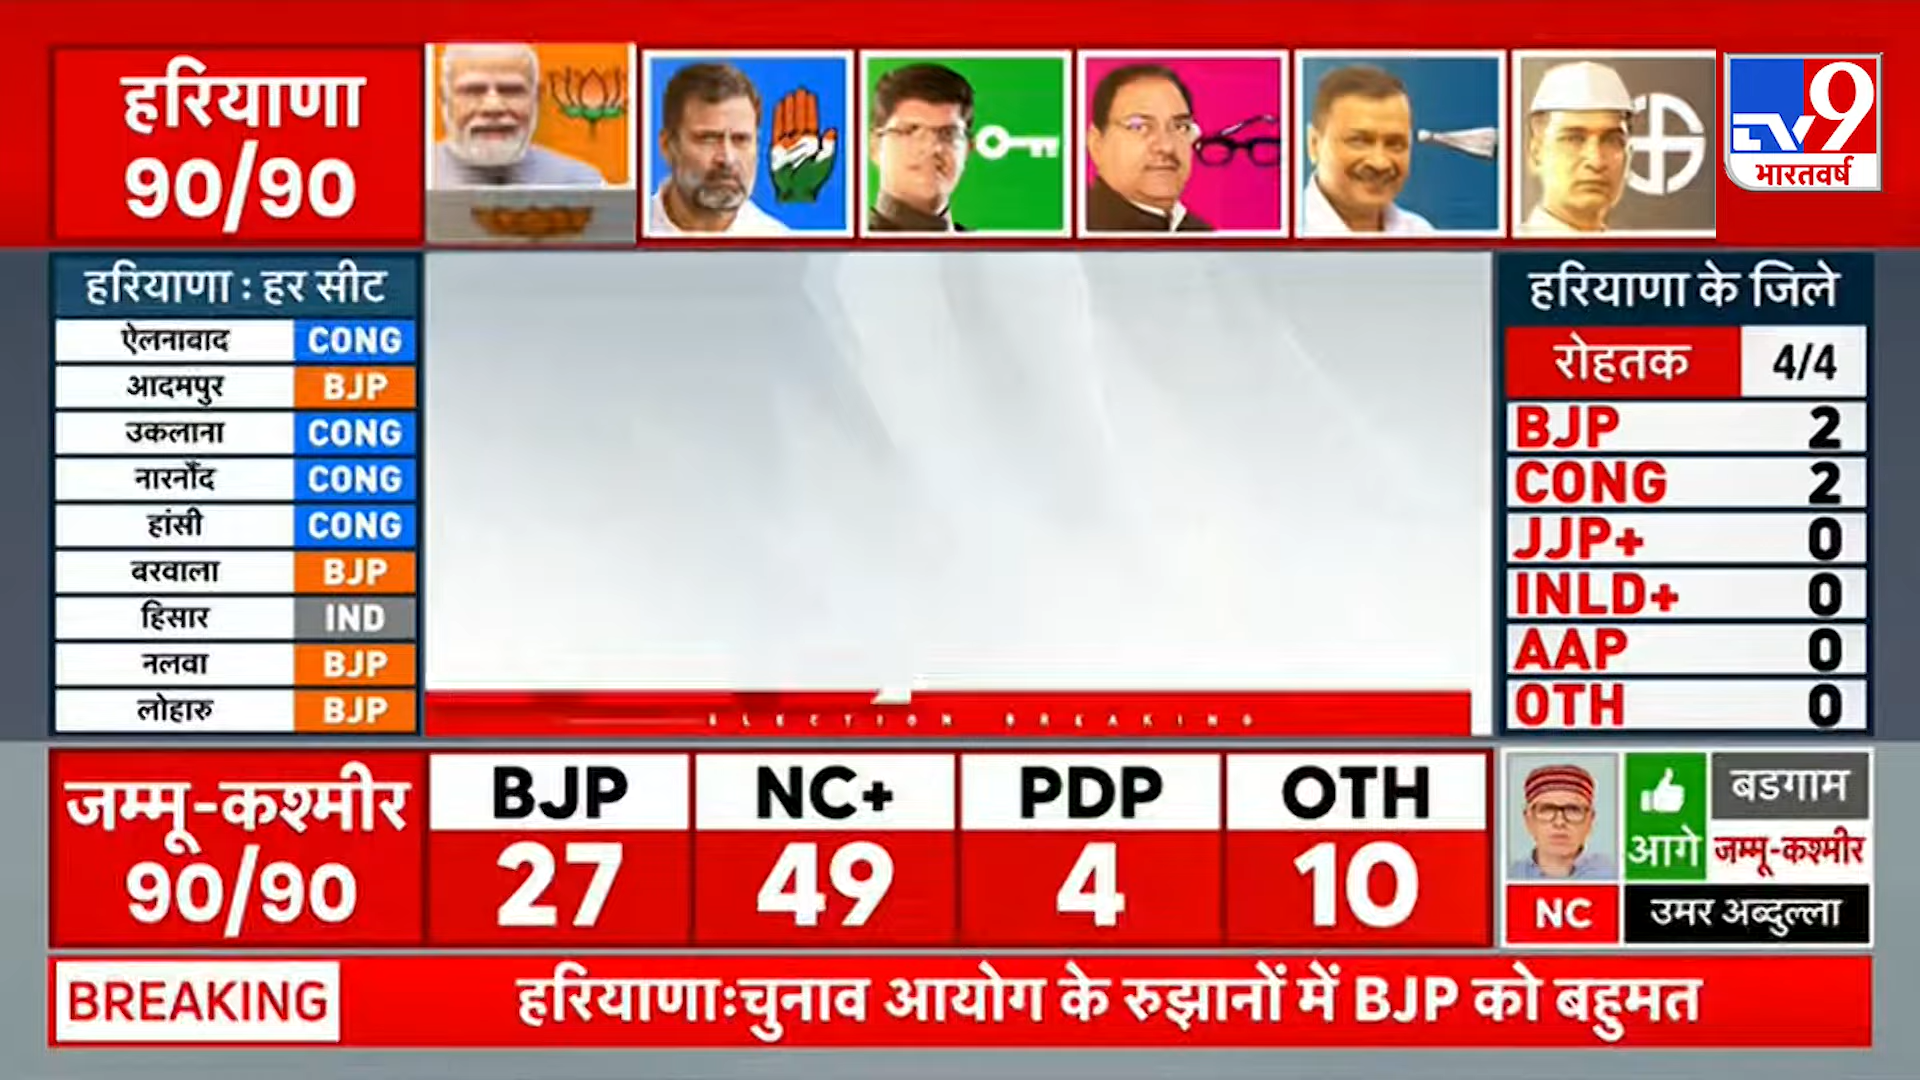 हरियाणा
90/90
TV9
भारतवर्ष
हरियाणा : हर सीट
ऐलनाबाद CONG
आदमपुर BJP
उकलाना CONG
नारनौंद CONG
हांसी CONG
बरवाला BJP
हिसार IND
नलवा BJP
लोहारु BJP
ELECTION BREAKING
हरियाणा के जिले
रोहतक 4/4
BJP 2
CONG 2
JJP+ 0
INLD+ 0
AAP 0
OTH 0
जम्मू-कश्मीर
90/90
BJP NC+ PDP OTH
27 49 4 10
बडगाम
आगे जम्मू-कश्मीर
NC उमर अब्दुल्ला
BREAKING हरियाणाःचुनाव आयोग के रुझानों में BJP को बहुमत